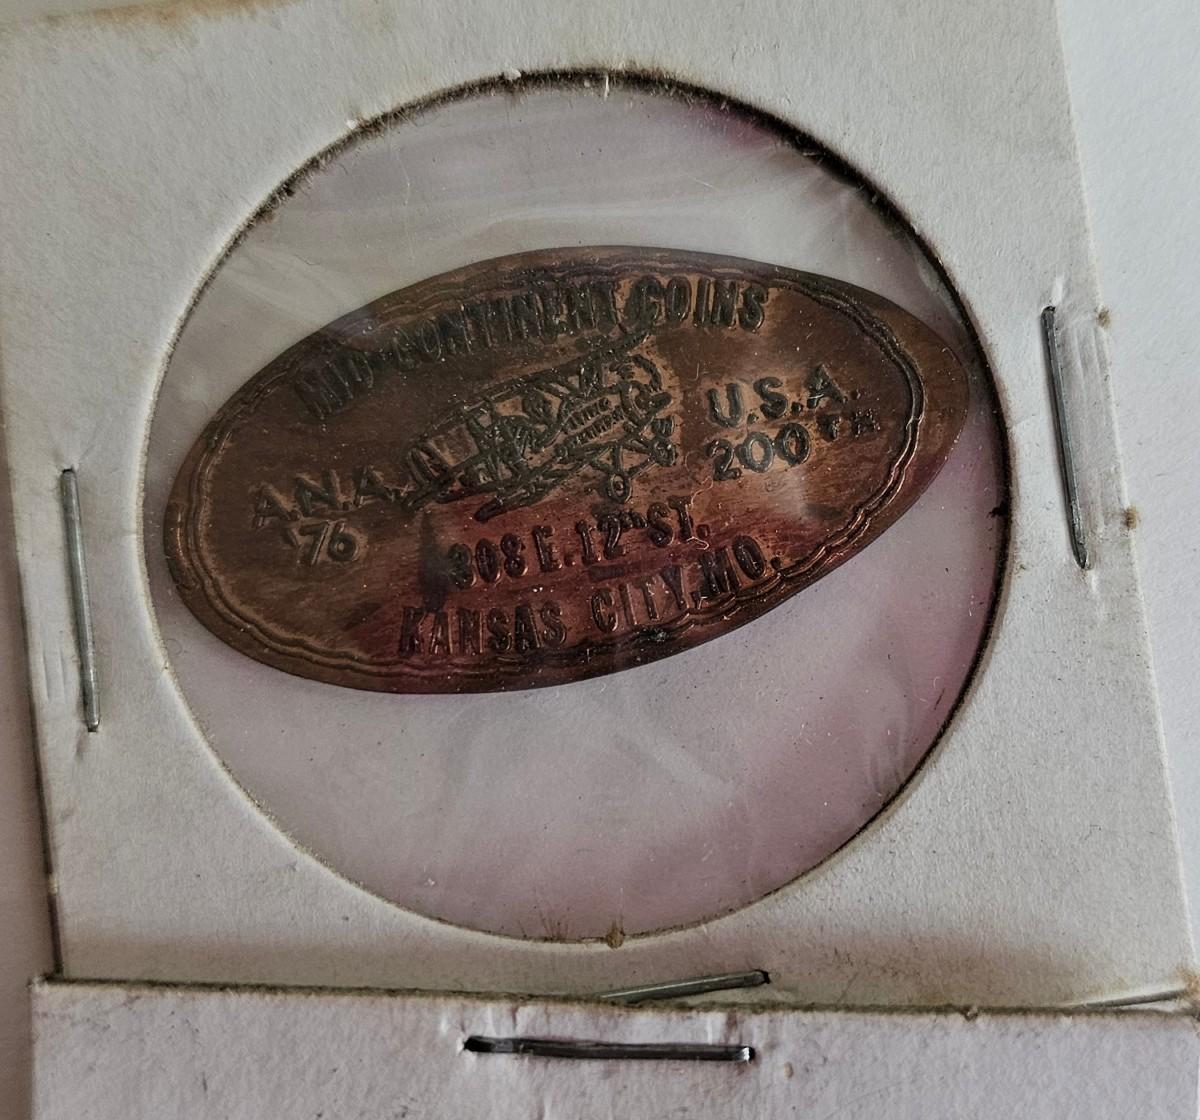 MID-CONTINENT COINS
A.N.A.
'76
U.S.A.
200TH
308 E. 12TH ST.
KANSAS CITY, MO.